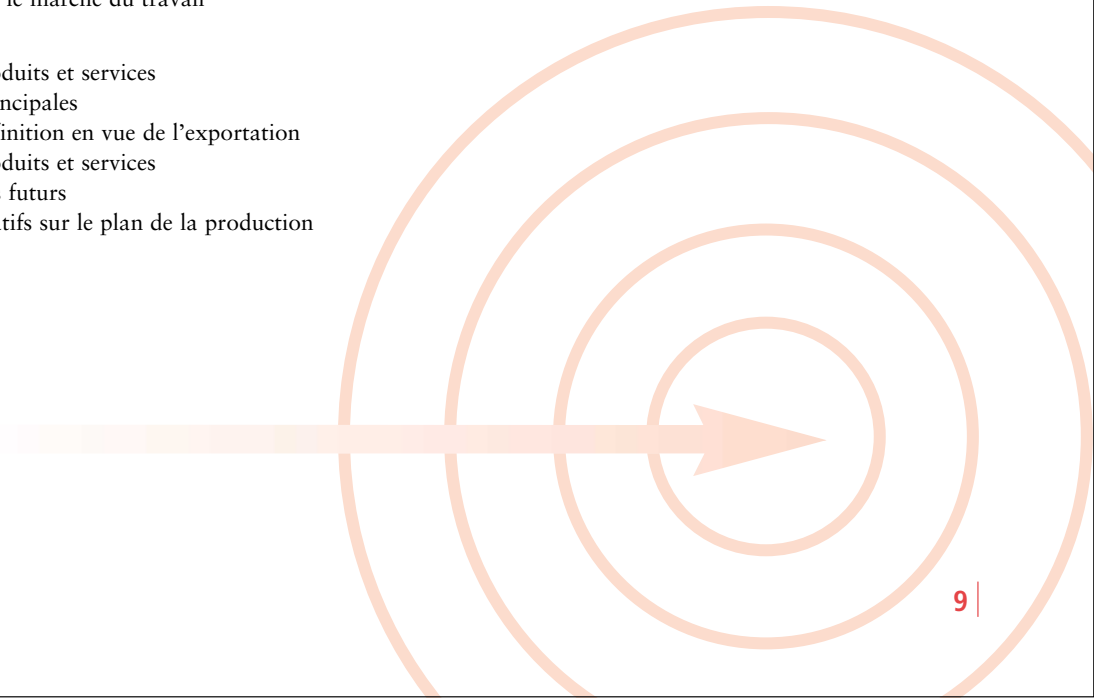 le marché du travail
duits et services
ncipales
inition en vue de l'exportation
duits et services
futurs
tifs sur le plan de la production
9